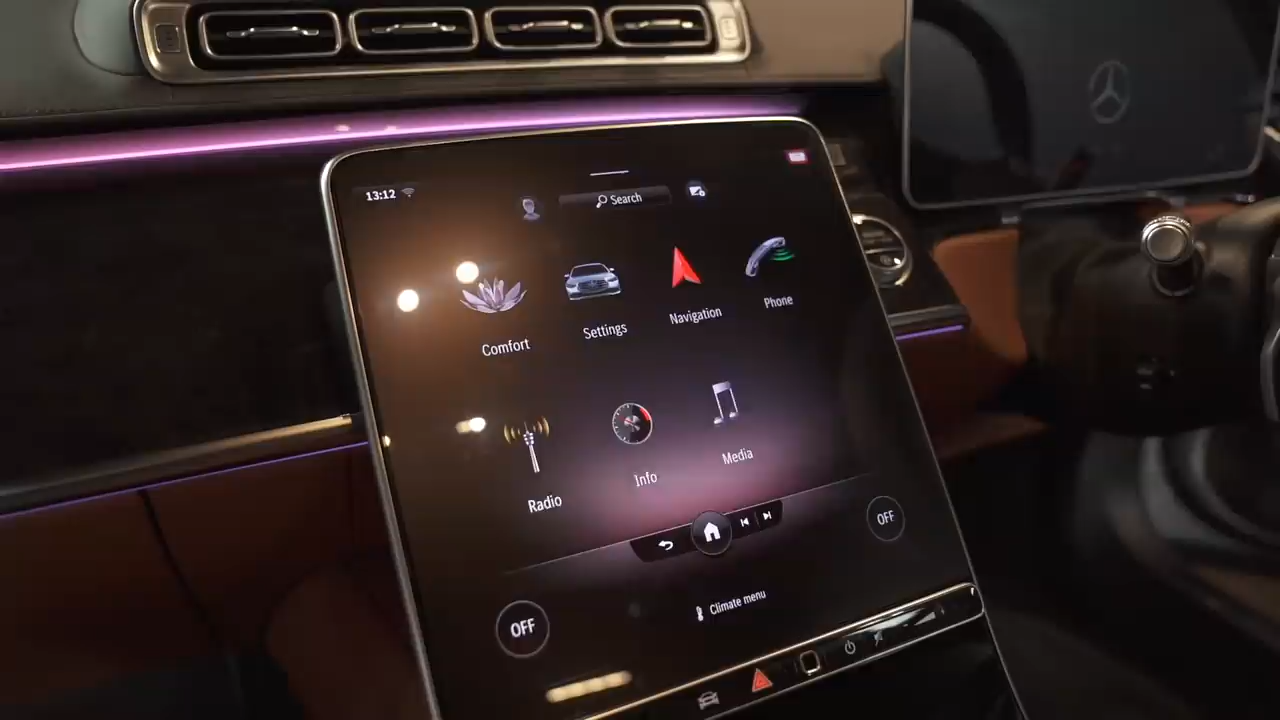 13:12
Search
Comfort
Settings
Navigation
Phone
Radio
Info
Media
OFF
OFF
Climate menu